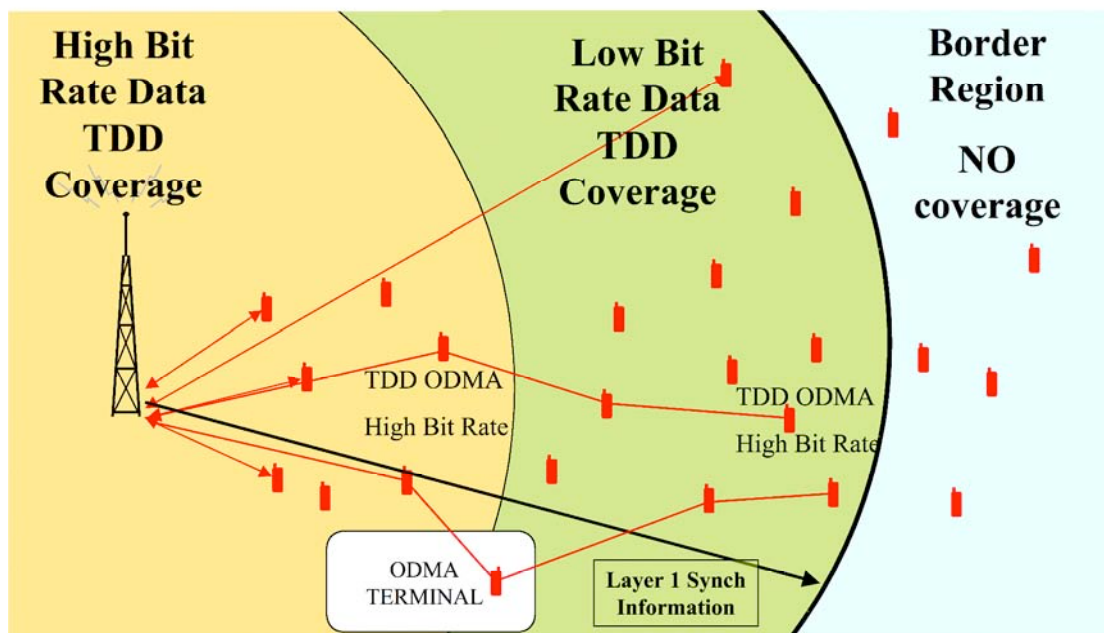 High Bit
Rate Data
TDD
Coverage
Low Bit
Rate Data
TDD
Coverage
Border
Region
NO
coverage
TDD ODMA
High Bit Rate
TDD ODMA
High Bit Rate
ODMA
TERMINAL
Layer 1 Synch
Information